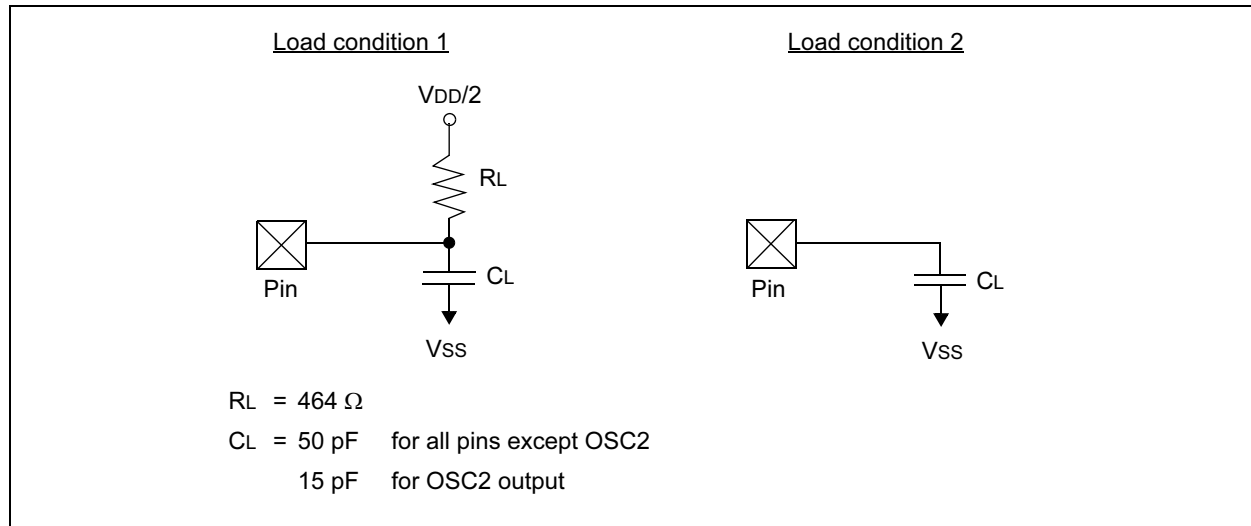 Load condition 1
VDD/2
RL
Pin
CL
VSS
Load condition 2
Pin
CL
VSS
RL = 464 Ω
CL = 50 pF for all pins except OSC2
15 pF for OSC2 output